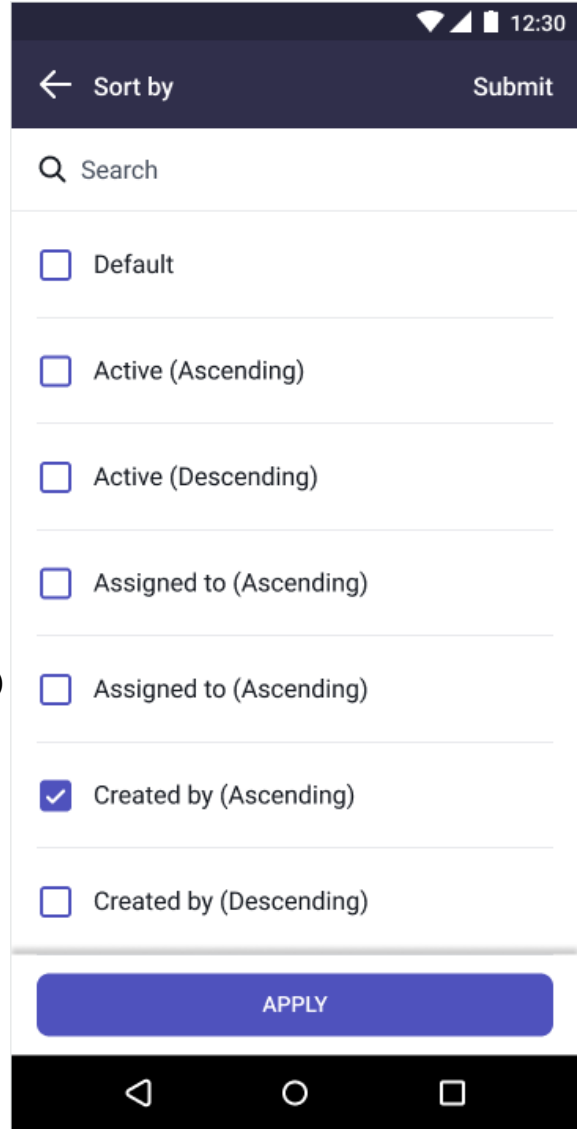 12:30
Sort by Submit
Search
Default
Active (Ascending)
Active (Descending)
Assigned to (Ascending)
Assigned to (Ascending)
Created by (Ascending)
Created by (Descending)
APPLY